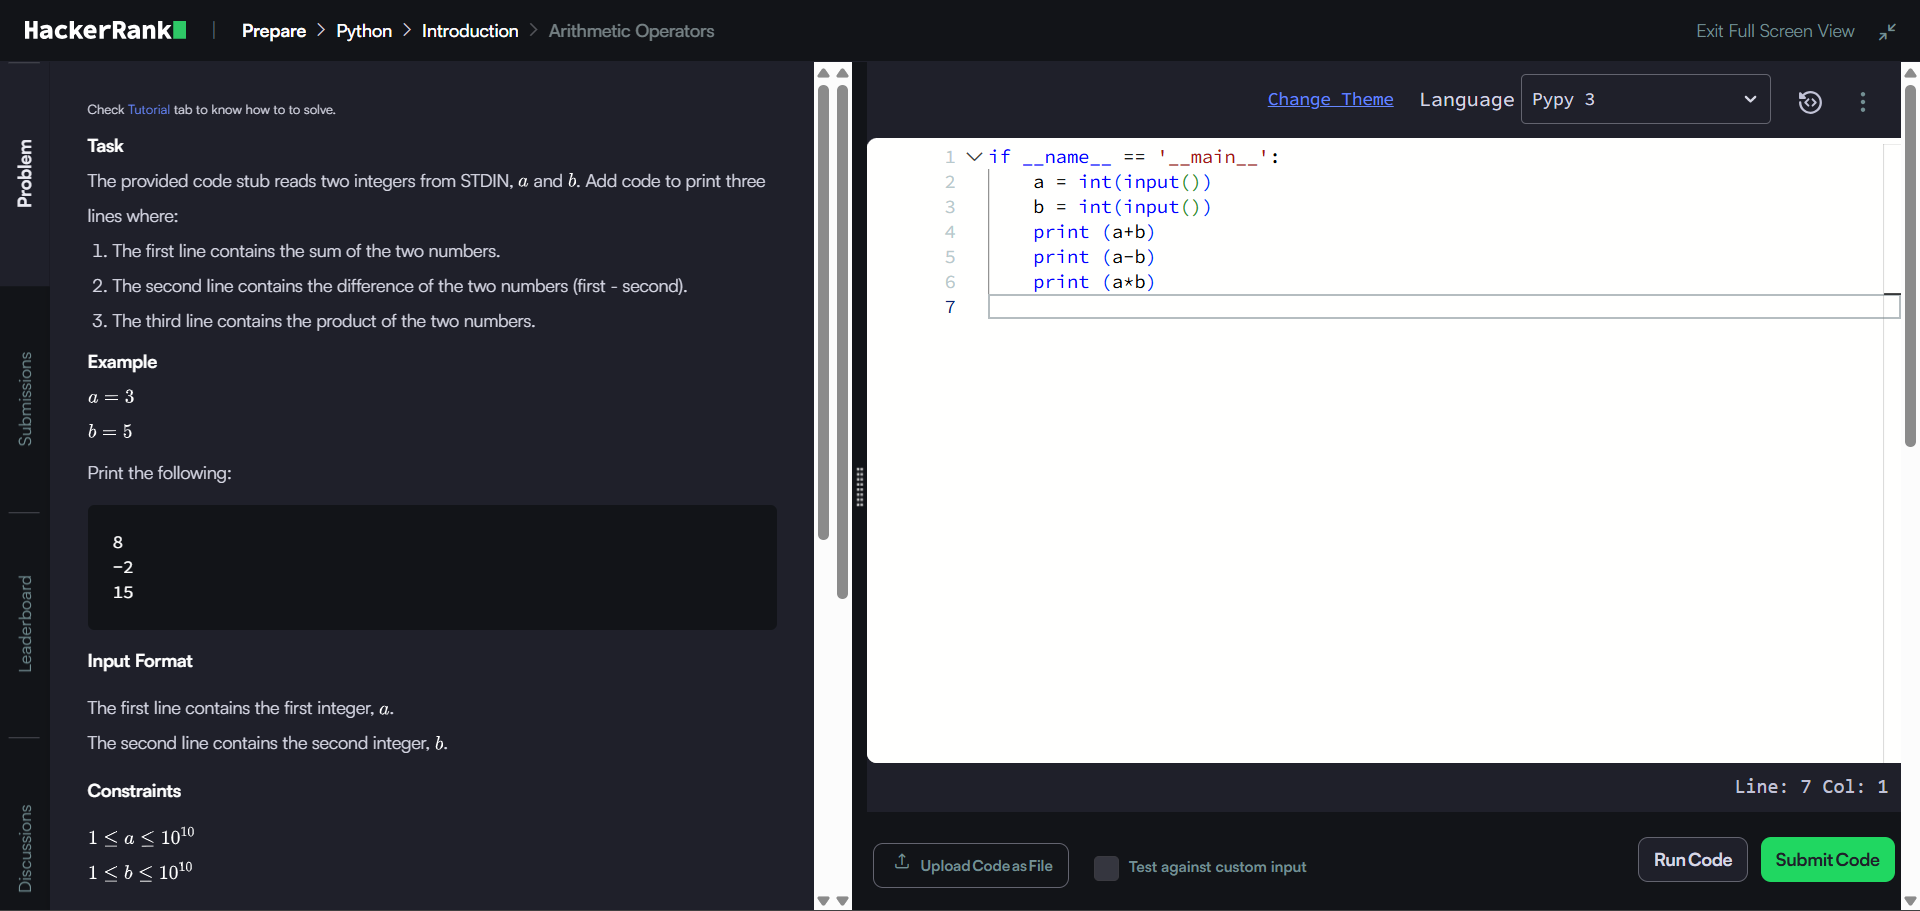 HackerRank
Prepare > Python > Introduction > Arithmetic Operators
Exit Full Screen View
Problem
Submissions
Leaderboard
Discussions
Check Tutorial tab to know how to to solve.
Task
The provided code stub reads two integers from STDIN, a and b. Add code to print three
lines where:
1. The first line contains the sum of the two numbers.
2. The second line contains the difference of the two numbers (first - second).
3. The third line contains the product of the two numbers.
Example
a = 3
b = 5
Print the following:
8
-2
15
Input Format
The first line contains the first integer, a.
The second line contains the second integer, b.
Constraints
1 ≤ a ≤ 10^10
1 ≤ b ≤ 10^10
Change Theme Language Pypy 3
1 if __name__ == '__main__':
2     a = int(input())
3     b = int(input())
4     print (a+b)
5     print (a-b)
6     print (a*b)
7
Line: 7 Col: 1
Upload Code as File
Test against custom input
Run Code
Submit Code